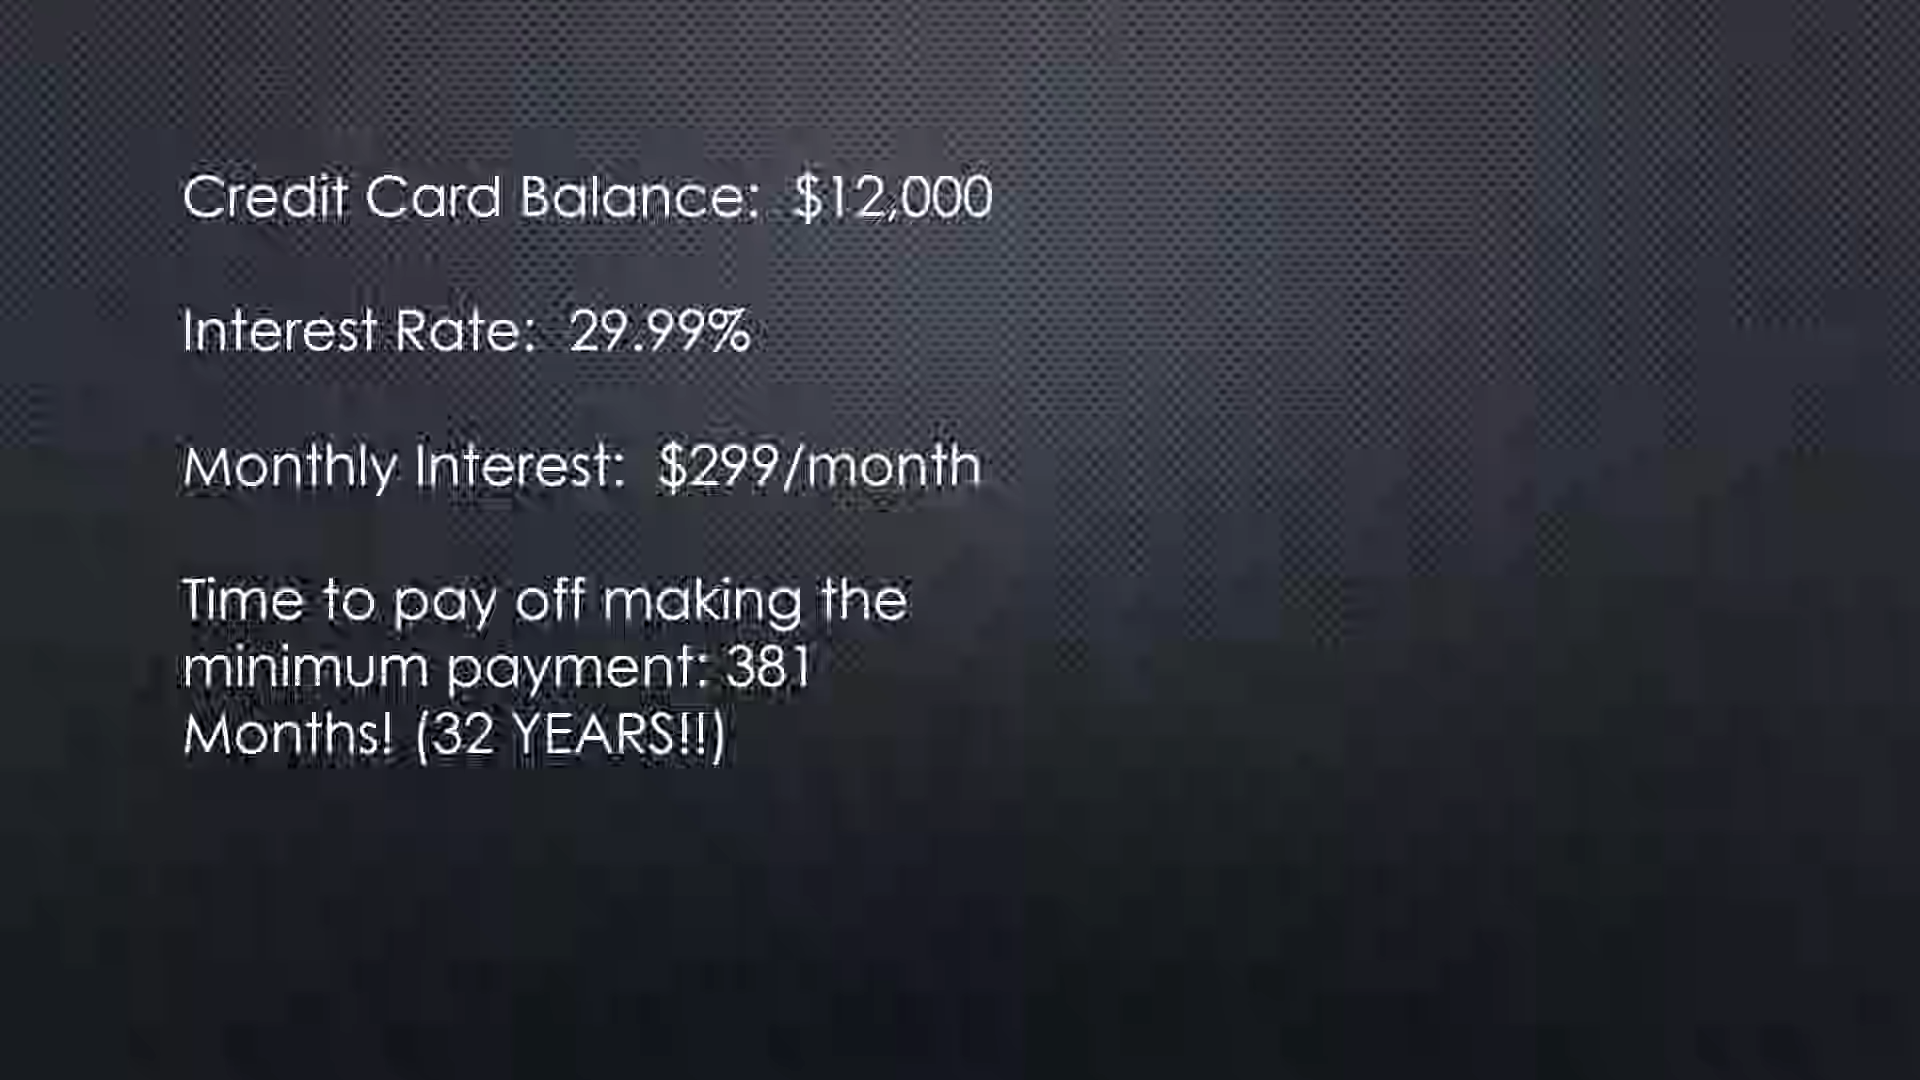 Credit Card Balance:  $12,000
Interest Rate:  29.99%
Monthly Interest:  $299/month
Time to pay off making the
minimum payment: 381
Months! (32 YEARS!!)